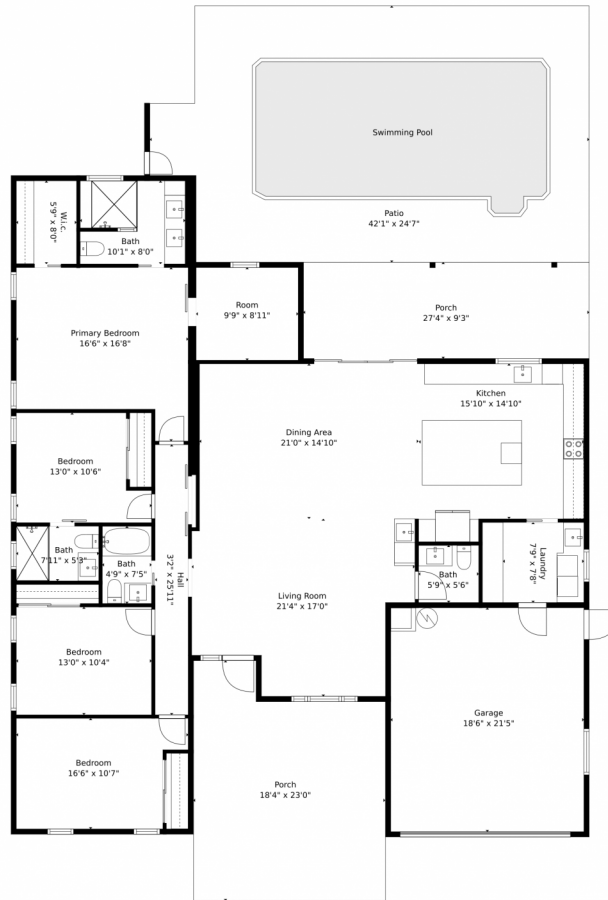 Swimming Pool
Patio
42'1" x 24'7"
W.i.c.
5'9" x 8'0"
Bath
10'1" x 8'0"
Room
9'9" x 8'11"
Porch
27'4" x 9'3"
Primary Bedroom
16'6" x 16'8"
Kitchen
15'10" x 14'10"
Dining Area
21'0" x 14'10"
Bedroom
13'0" x 10'6"
Bath
7'11" x 5'3"
Bath
4'9" x 7'5"
Hall
3'2" x 25'11"
Bath
5'9" x 5'6"
Laundry
7'9" x 7'8"
Living Room
21'4" x 17'0"
Bedroom
13'0" x 10'4"
Garage
18'6" x 21'5"
Bedroom
16'6" x 10'7"
Porch
18'4" x 23'0"